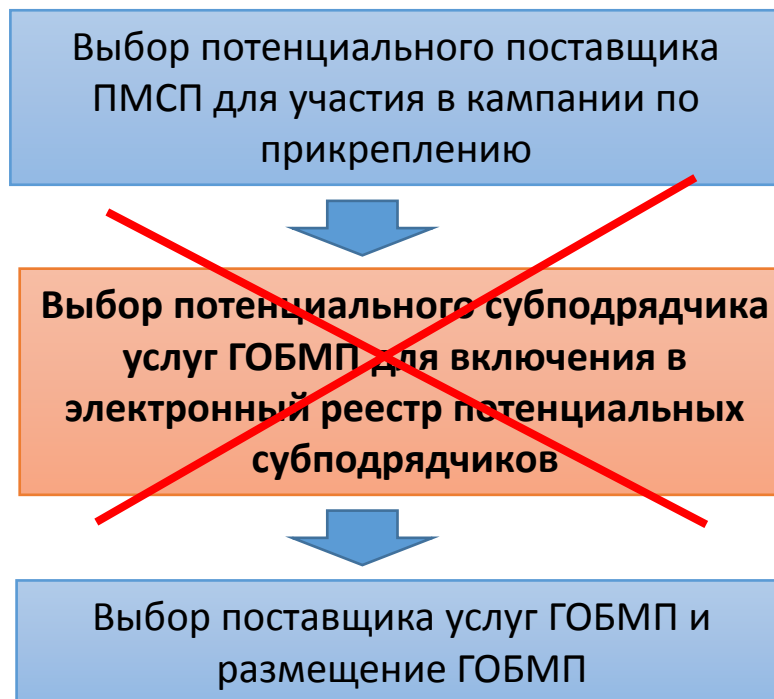 Выбор потенциального поставщика
ПМСП для участия в кампании по
прикреплению
Выбор потенциального субподрядчика
услуг ГОБМП для включения в
электронный реестр потенциальных
субподрядчиков
Выбор поставщика услуг ГОБМП и
размещение ГОБМП